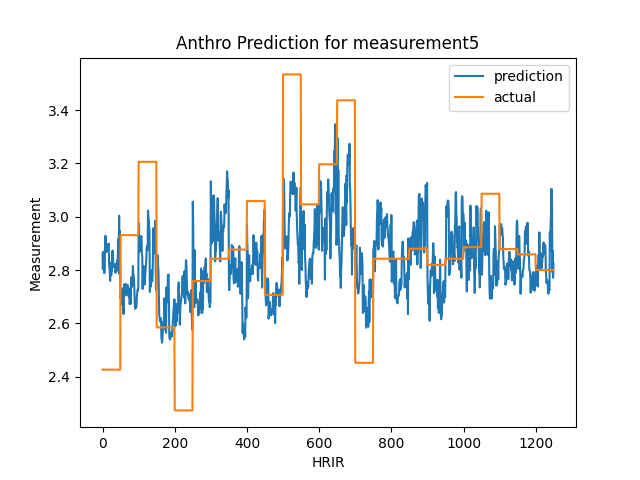 Anthro Prediction for measurement5
prediction
actual
Measurement
3.4
3.2
3.0
2.8
2.6
2.4
0
200
400
600
800
1000
1200
HRIR